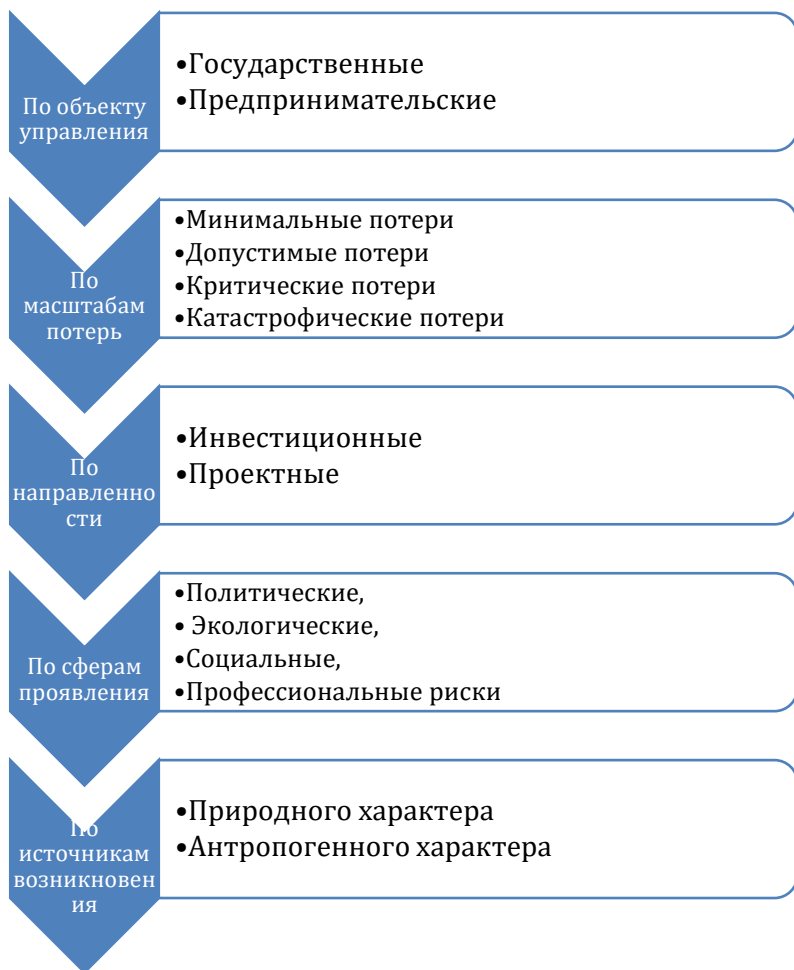 По объекту
управления
•Государственные
•Предпринимательские
По
масштабам
потерь
•Минимальные потери
•Допустимые потери
•Критические потери
•Катастрофические потери
По
направленно
сти
•Инвестиционные
•Проектные
По сферам
проявления
•Политические,
• Экологические,
•Социальные,
•Профессиональные риски
По
источникам
возникновен
ия
•Природного характера
•Антропогенного характера